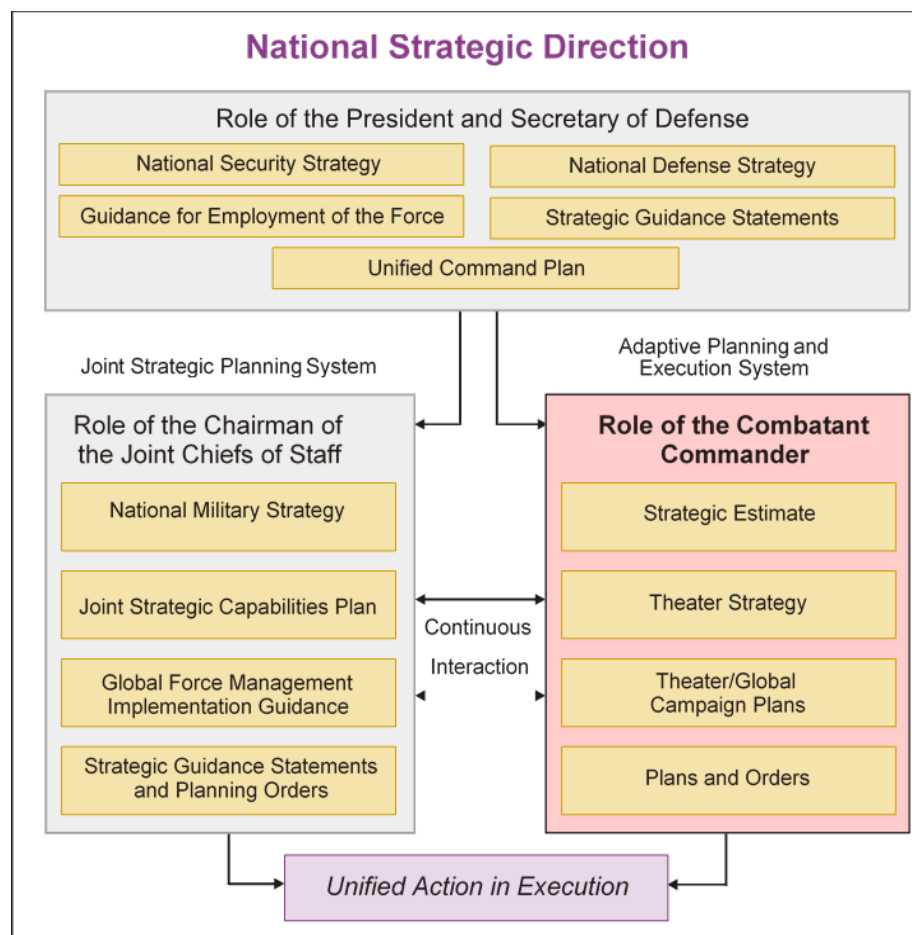 National Strategic Direction
Role of the President and Secretary of Defense
National Security Strategy
National Defense Strategy
Guidance for Employment of the Force
Strategic Guidance Statements
Unified Command Plan
Joint Strategic Planning System
Adaptive Planning and
Execution System
Role of the Chairman of
the Joint Chiefs of Staff
National Military Strategy
Joint Strategic Capabilities Plan
Global Force Management
Implementation Guidance
Strategic Guidance Statements
and Planning Orders
Continuous
Interaction
Role of the Combatant
Commander
Strategic Estimate
Theater Strategy
Theater/Global
Campaign Plans
Plans and Orders
Unified Action in Execution